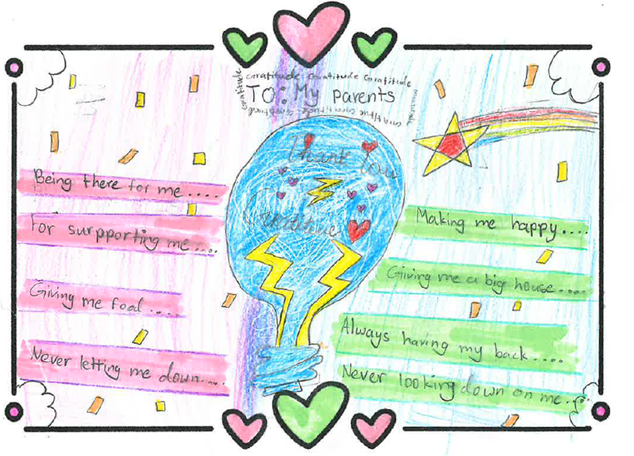 Gratitude Gratitude Gratitude
TO: My parents
Thank You
Gratitude
Being there for me ....
For surpporting me ....
Giving me food ....
Never letting me down ....
Making me happy ....
Giving me a big house ....
Always having my back ....
Never looking down on me ....